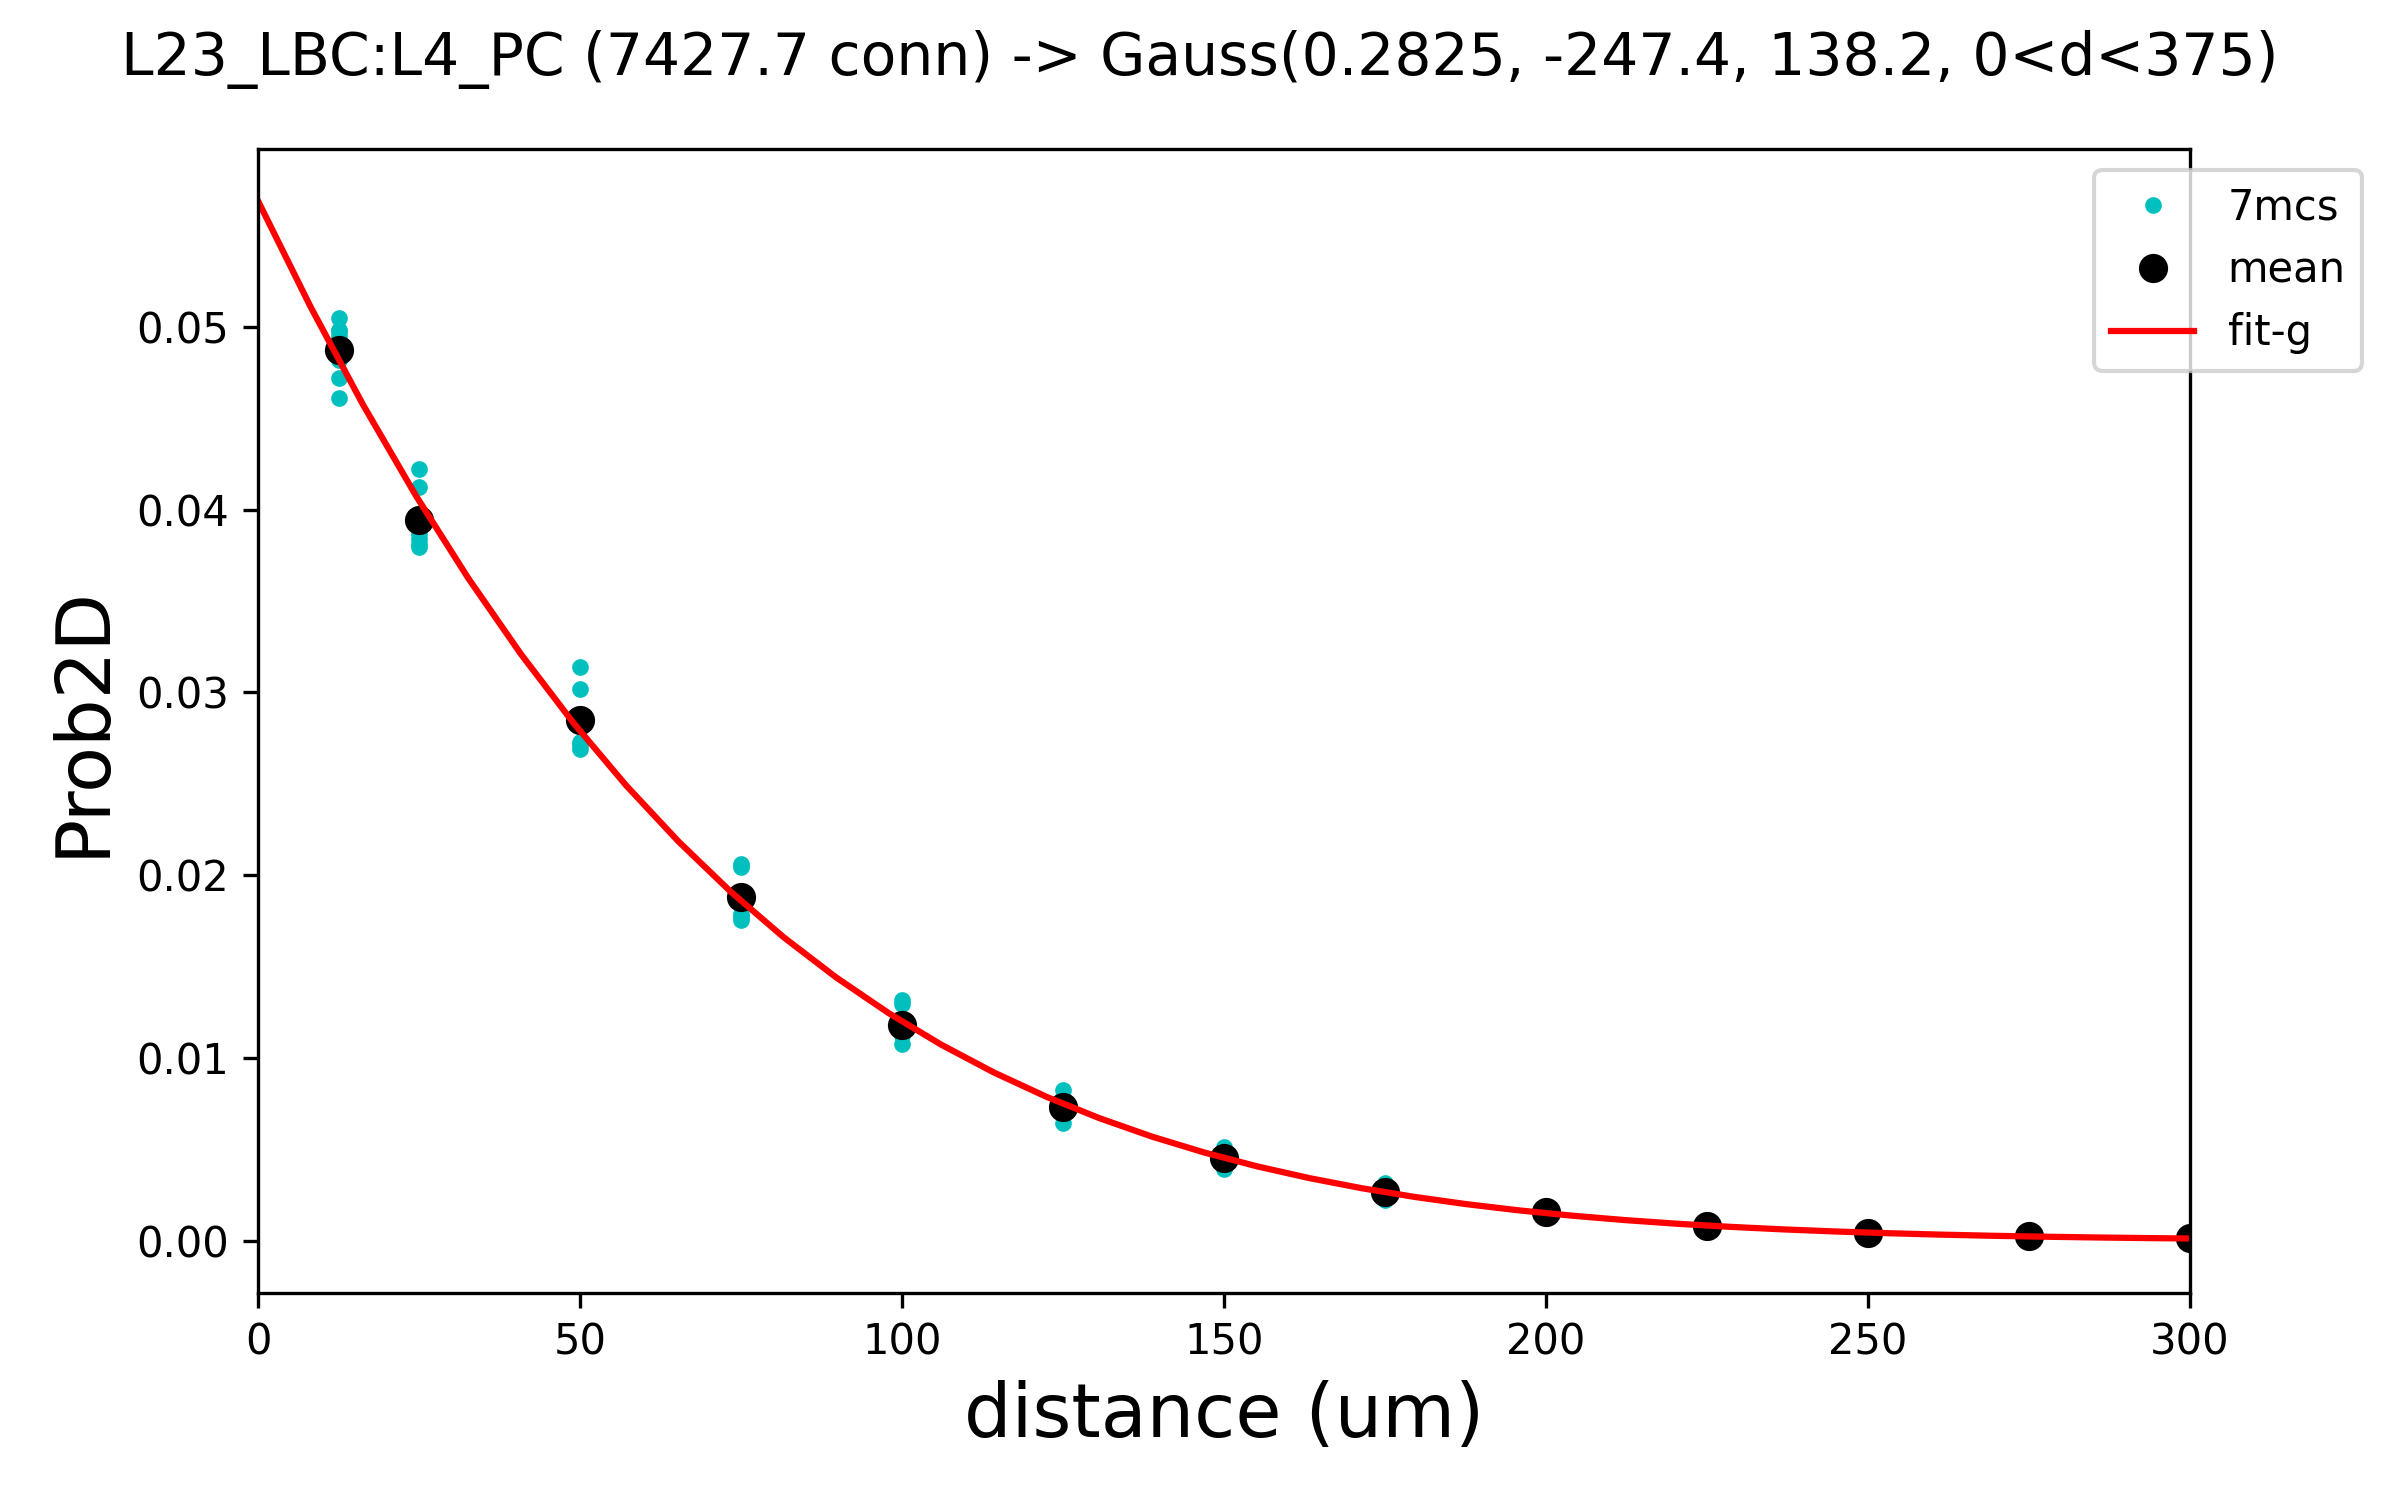 L23_LBC:L4_PC (7427.7 conn) -> Gauss(0.2825, -247.4, 138.2, 0<d<375)
7mcs
mean
fit-g
Prob2D
0.05
0.04
0.03
0.02
0.01
0.00
0 50 100 150 200 250 300
distance (um)